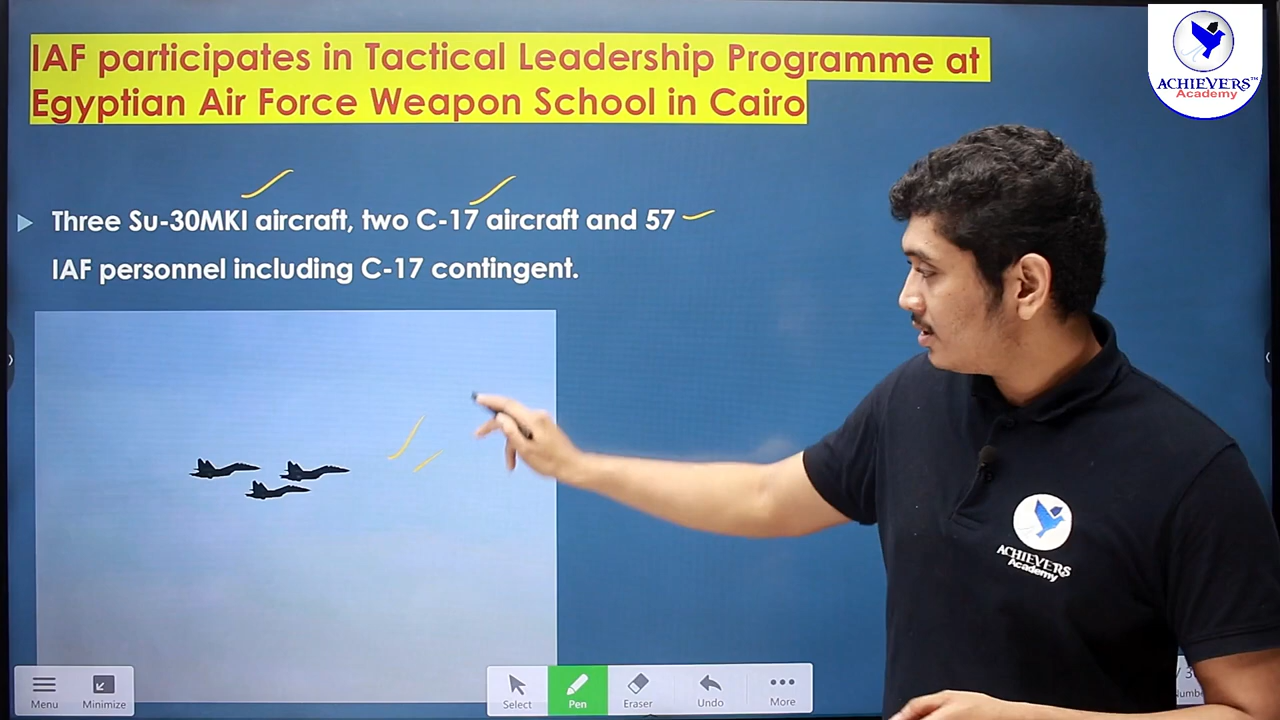 IAF participates in Tactical Leadership Programme at
Egyptian Air Force Weapon School in Cairo
ACHIEVERS™
Academy
Three Su-30MKI aircraft, two C-17 aircraft and 57
IAF personnel including C-17 contingent.
ACHIEVERS
Academy
Menu
Minimize
Select
Pen
Eraser
Undo
More